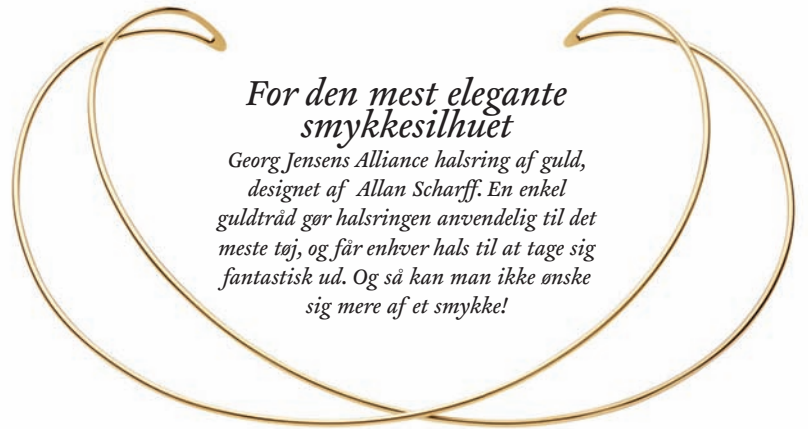 For den mest elegante
smykkesilhuet
Georg Jensens Alliance halsring af guld,
designet af Allan Scharff. En enkel
guldtråd gør halsringen anvendelig til det
meste tøj, og får enhver hals til at tage sig
fantastisk ud. Og så kan man ikke ønske
sig mere af et smykke!